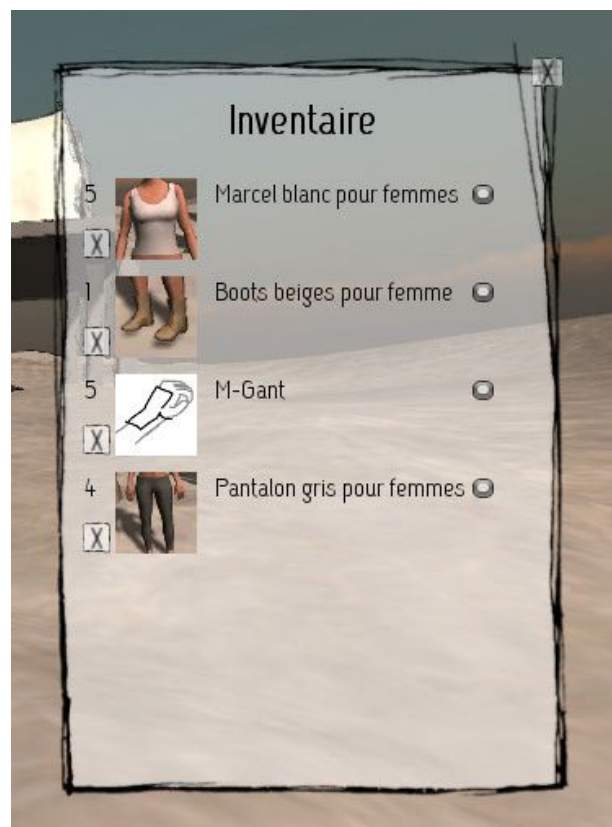 X
Inventaire
5 Marcel blanc pour femmes
X
1 Boots beiges pour femme
X
5 M-Gant
X
4 Pantalon gris pour femmes
X